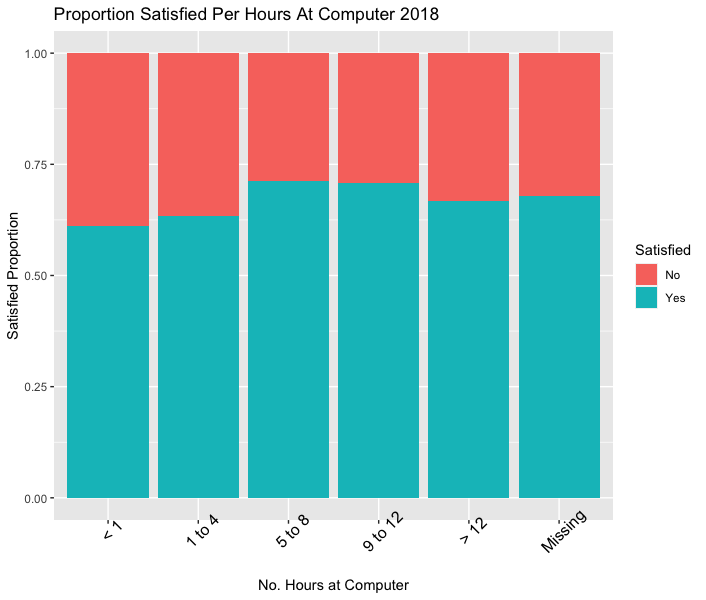 Proportion Satisfied Per Hours At Computer 2018
Satisfied Proportion
1.00
0.75
0.50
0.25
0.00
< 1
1 to 4
5 to 8
9 to 12
> 12
Missing
No. Hours at Computer
Satisfied
No
Yes